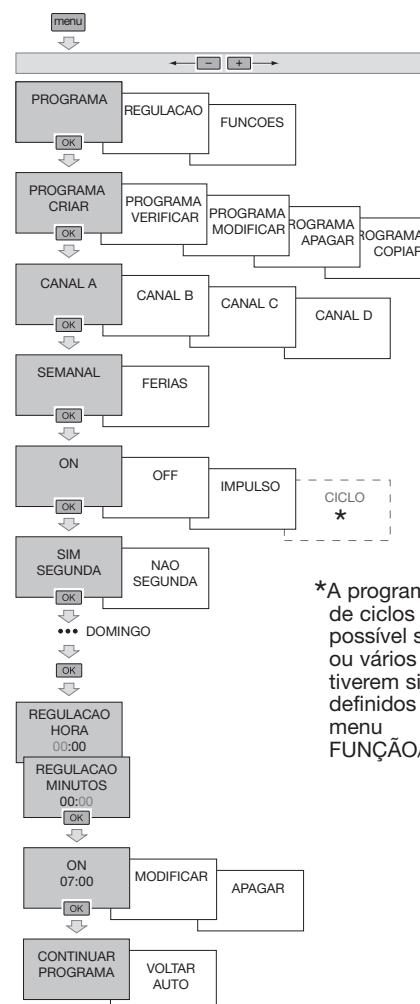 menu
− +
PROGRAMA
REGULACAO
FUNCOES
OK
PROGRAMA
CRIAR
PROGRAMA
VERIFICAR
PROGRAMA
MODIFICAR
ROGRAMA
APAGAR
ROGRAMA
COPIAR
OK
CANAL A
CANAL B
CANAL C
CANAL D
OK
SEMANAL
FERIAS
OK
ON
OFF
IMPULSO
CICLO
*
OK
SIM
SEGUNDA
NAO
SEGUNDA
OK
••• DOMINGO
OK
*A program
de ciclos
possível s
ou vários
tiverem si
definidos
menu
FUNÇÃO/
REGULACAO
HORA
00:00
REGULACAO
MINUTOS
00:00
OK
ON
07:00
MODIFICAR
APAGAR
OK
CONTINUAR
PROGRAMA
VOLTAR
AUTO